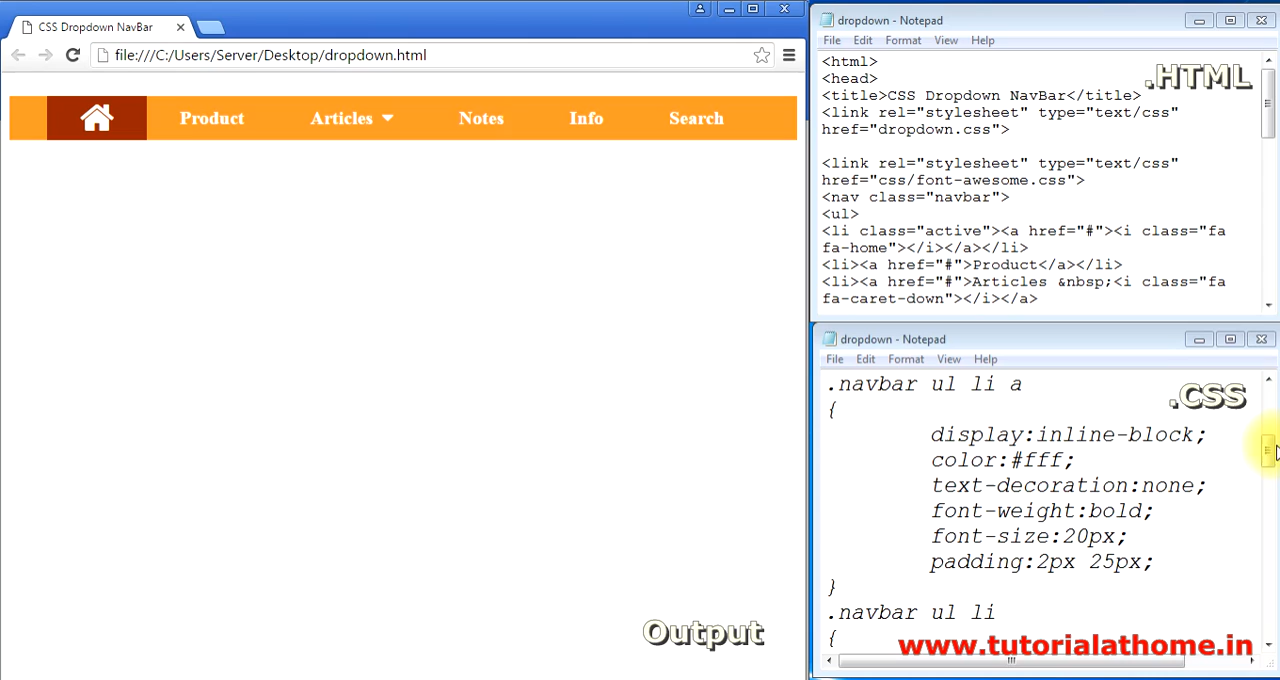 CSS Dropdown NavBar
file:///C:/Users/Server/Desktop/dropdown.html
Product Articles Notes Info Search
Output
dropdown - Notepad
File Edit Format View Help
.HTML
<html>
<head>
<title>CSS Dropdown NavBar</title>
<link rel="stylesheet" type="text/css"
href="dropdown.css">
<link rel="stylesheet" type="text/css"
href="css/font-awesome.css">
<nav class="navbar">
<ul>
<li class="active"><a href="#"><i class="fa
fa-home"></i></a></li>
<li><a href="#">Product</a></li>
<li><a href="#">Articles &nbsp;<i class="fa
fa-caret-down"></i></a>
dropdown - Notepad
File Edit Format View Help
.CSS
.navbar ul li a
{
display:inline-block;
color:#fff;
text-decoration:none;
font-weight:bold;
font-size:20px;
padding:2px 25px;
}
.navbar ul li
{
www.tutorialathome.in